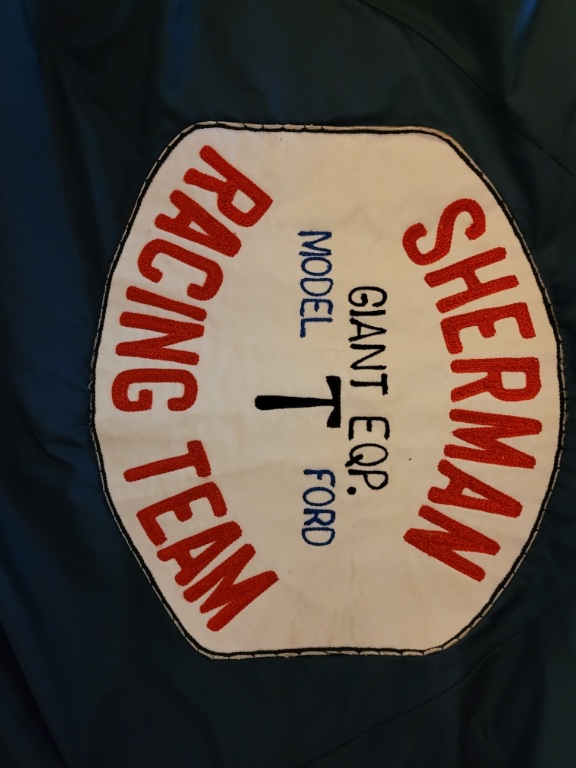 SHERMAN
GIANT EQP.
MODEL T FORD
RACING TEAM